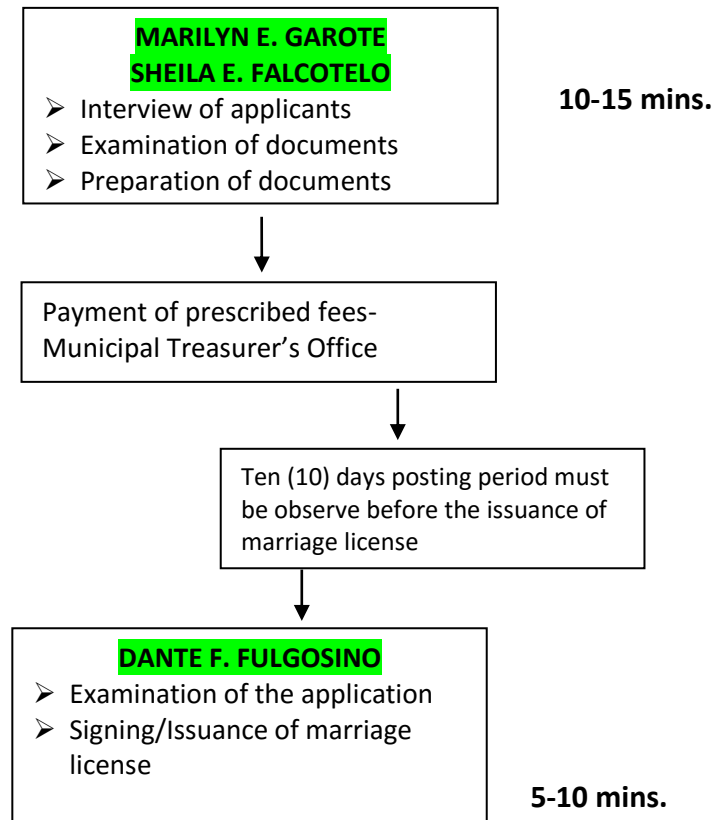 MARILYN E. GAROTE
SHEILA E. FALCOTELO
➢ Interview of applicants
➢ Examination of documents
➢ Preparation of documents
10-15 mins.
Payment of prescribed fees-
Municipal Treasurer’s Office
Ten (10) days posting period must
be observe before the issuance of
marriage license
DANTE F. FULGOSINO
➢ Examination of the application
➢ Signing/Issuance of marriage
license
5-10 mins.